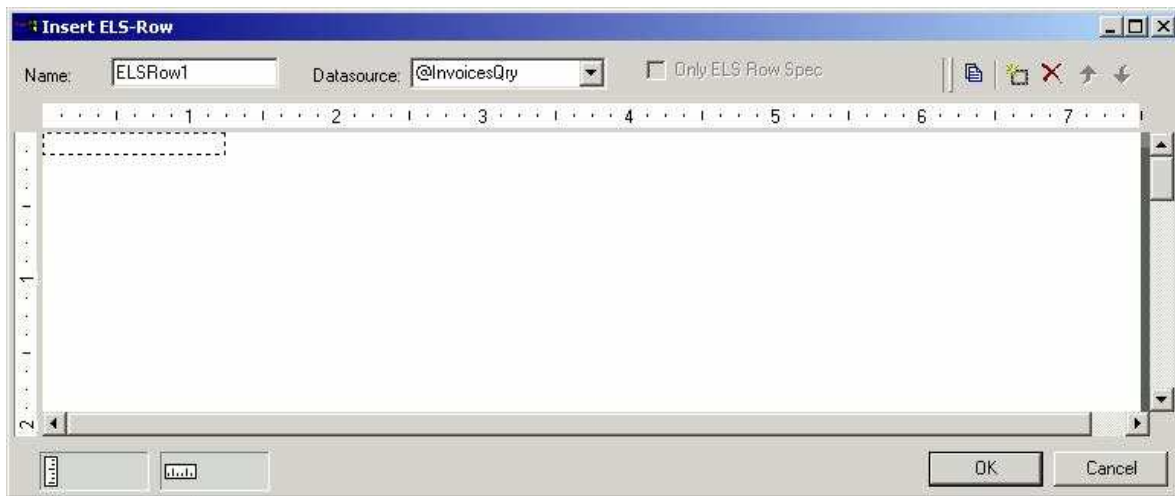 Insert ELS-Row
Name: ELSRow1 Datasource: @InvoicesQry Only ELS Row Spec
1 2 3 4 5 6 7
1
2
OK Cancel